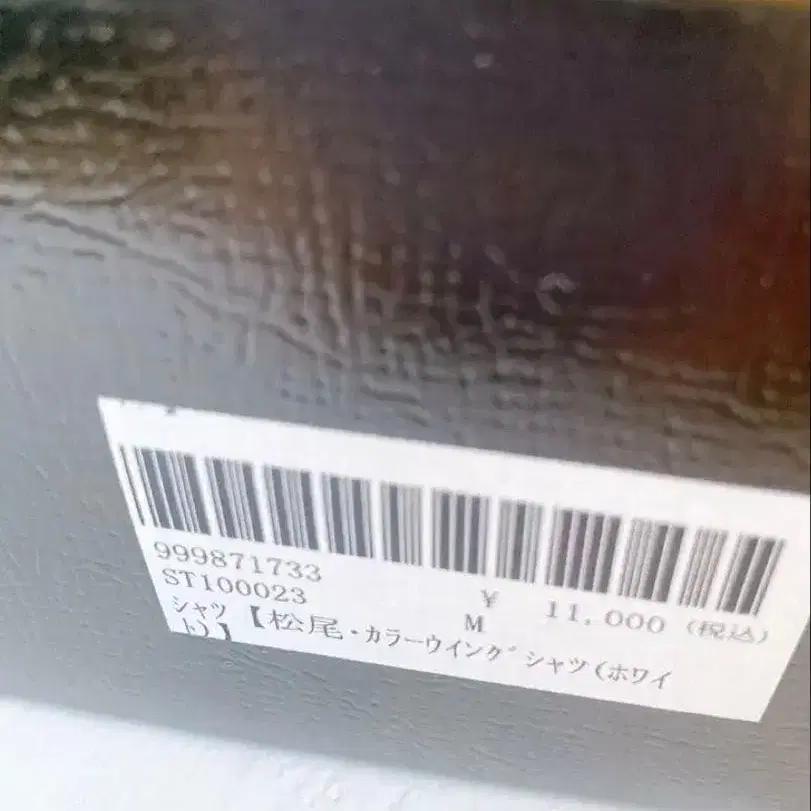 999871733
ST100023 ¥ 11,000 (税込)
シャツ M
【松尾・カラーウイングシャツ(ホワイ
ト)】